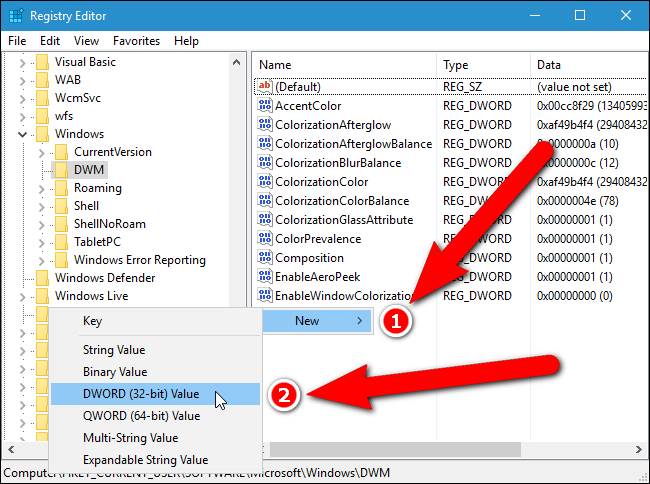 Registry Editor
File Edit View Favorites Help
Name Type Data
Visual Basic
WAB
WcmSvc
wfs
Windows
CurrentVersion
DWM
Roaming
Shell
ShellNoRoam
TabletPC
Windows Error Reporting
Windows Defender
Windows Live
(Default) REG_SZ (value not set)
AccentColor REG_DWORD 0x00cc8f29 (13405993
ColorizationAfterglow REG_DWORD 0xaf49b4f4 (29408432
ColorizationAfterglowBalance REG_DWORD 0x0000000a (10)
ColorizationBlurBalance REG_DWORD 0x0000000c (12)
ColorizationColor REG_DWORD 0xaf49b4f4 (29408432
ColorizationColorBalance REG_DWORD 0x0000004e (78)
ColorizationGlassAttribute REG_DWORD 0x00000001 (1)
ColorPrevalence REG_DWORD 0x00000001 (1)
Composition REG_DWORD 0x00000001 (1)
EnableAeroPeek REG_DWORD 0x00000001 (1)
EnableWindowColorization REG_DWORD 0x00000000 (0)
New 1
Key
String Value
Binary Value
DWORD (32-bit) Value 2
QWORD (64-bit) Value
Multi-String Value
Expandable String Value
Computer\HKEY_CURRENT_USER\SOFTWARE\Microsoft\Windows\DWM